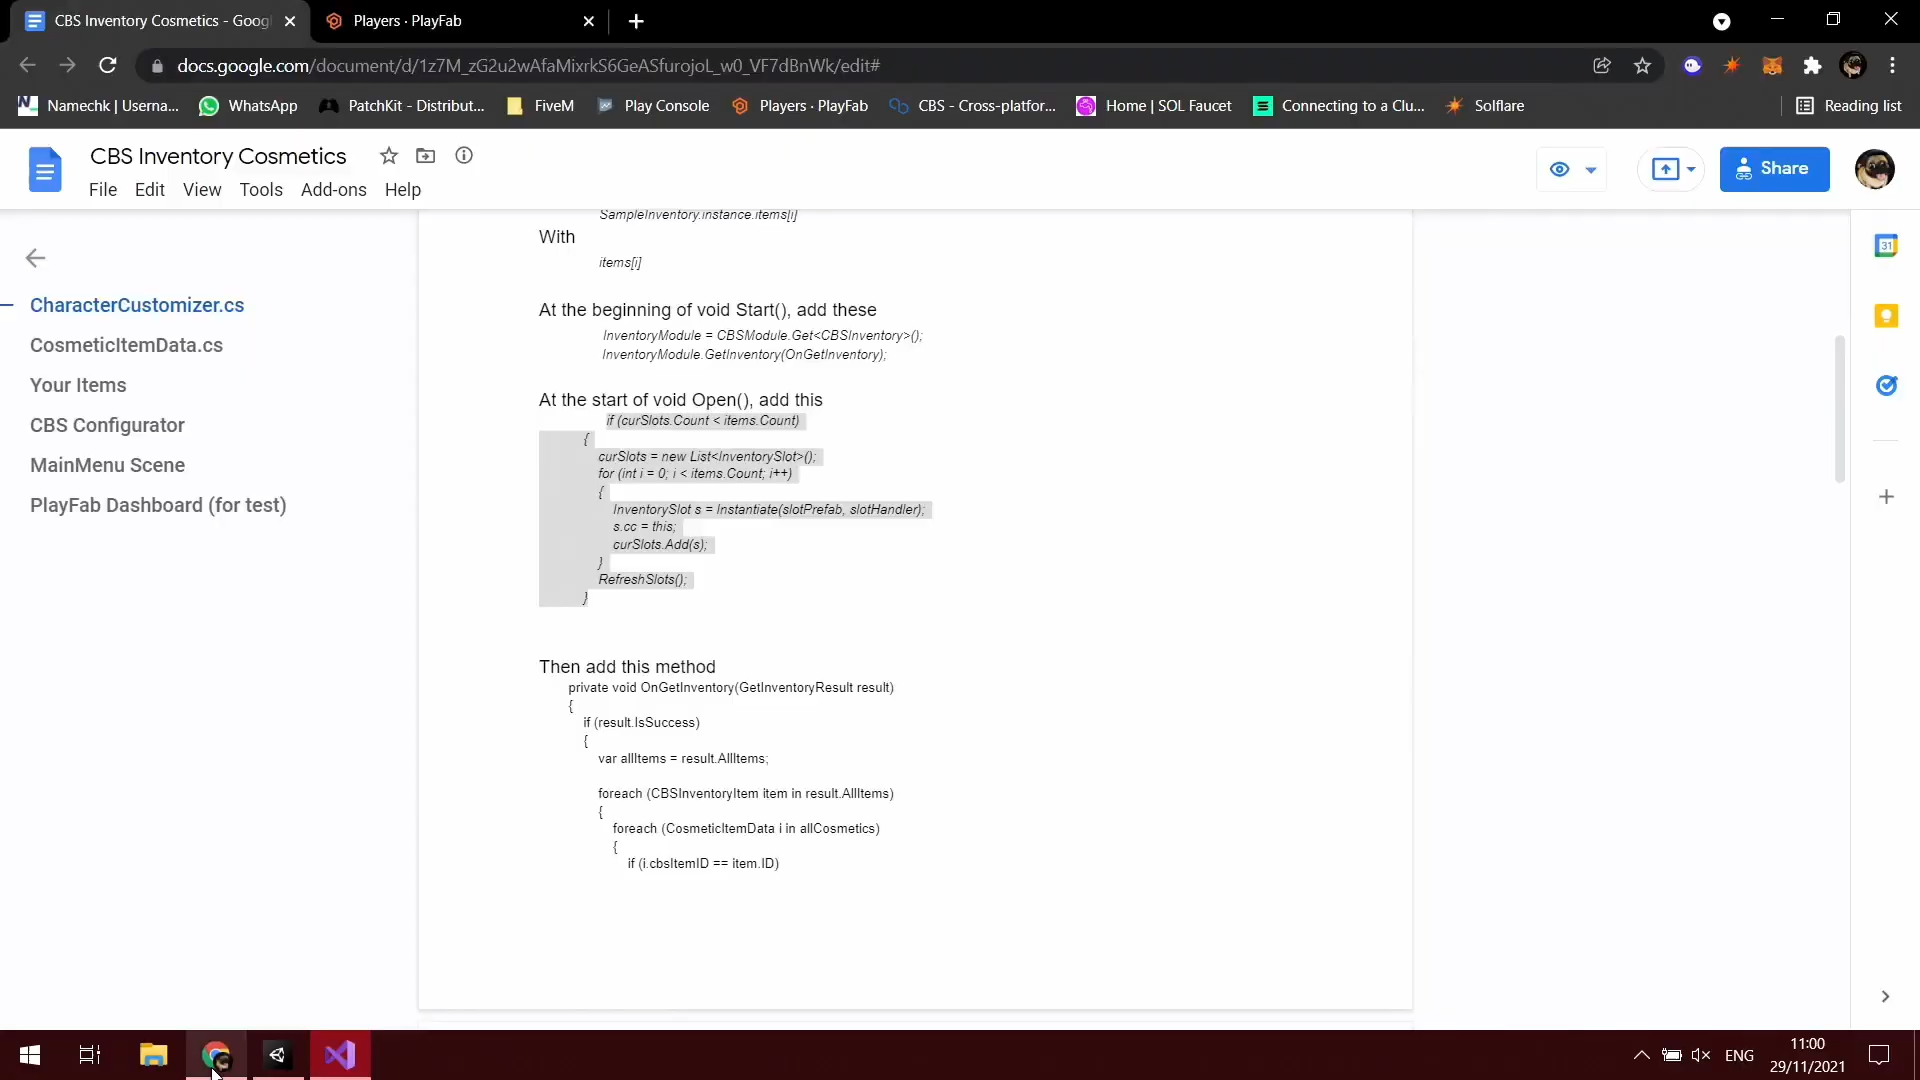 CBS Inventory Cosmetics - Goog
Players · PlayFab
docs.google.com/document/d/1z7M_zG2u2wAfaMixrkS6GeASfurojoL_w0_VF7dBnWk/edit#
Namechk | Userna...
WhatsApp
PatchKit - Distribut...
FiveM
Play Console
Players · PlayFab
CBS - Cross-platfor...
Home | SOL Faucet
Connecting to a Clu...
Solflare
Reading list
CBS Inventory Cosmetics
File Edit View Tools Add-ons Help
Share
31
CharacterCustomizer.cs
CosmeticItemData.cs
Your Items
CBS Configurator
MainMenu Scene
PlayFab Dashboard (for test)
SampleInventory.instance.items[i]
With
items[i]
At the beginning of void Start(), add these
InventoryModule = CBSModule.Get<CBSInventory>();
InventoryModule.GetInventory(OnGetInventory);
At the start of void Open(), add this
if (curSlots.Count < items.Count)
{
curSlots = new List<InventorySlot>();
for (int i = 0; i < items.Count; i++)
{
InventorySlot s = Instantiate(slotPrefab, slotHandler);
s.cc = this;
curSlots.Add(s);
}
RefreshSlots();
}
Then add this method
private void OnGetInventory(GetInventoryResult result)
{
if (result.IsSuccess)
{
var allItems = result.AllItems;
foreach (CBSInventoryItem item in result.AllItems)
{
foreach (CosmeticItemData i in allCosmetics)
{
if (i.cbsItemID == item.ID)
ENG
11:00
29/11/2021